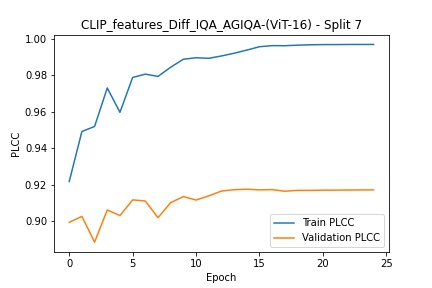 CLIP_features_Diff_IQA_AGIQA-(ViT-16) - Split 7
1.00
0.98
0.96
0.94
0.92
0.90
PLCC
Train PLCC
Validation PLCC
0 5 10 15 20 25
Epoch